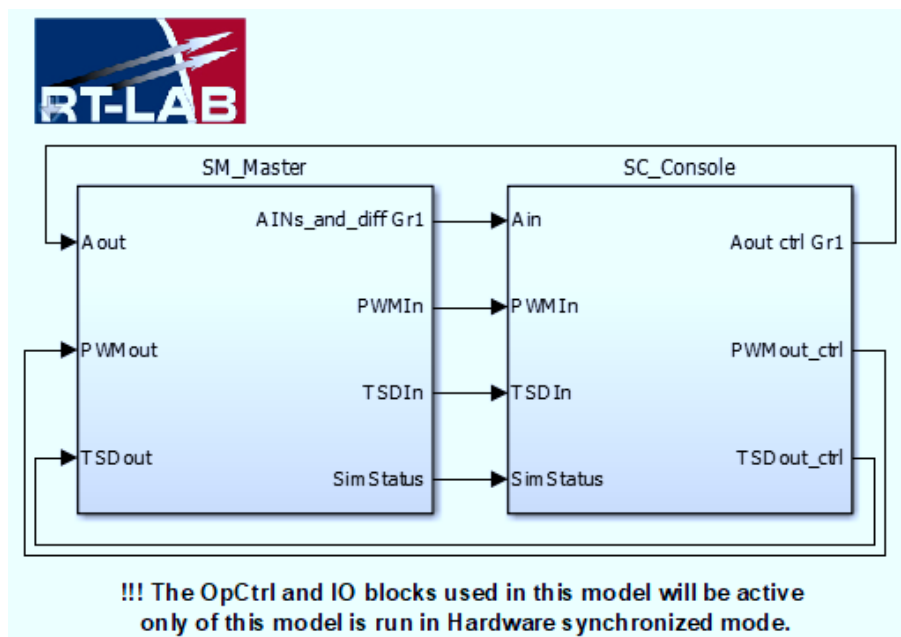 RT-LAB
SM_Master
SC_Console
Aout
PWMout
TSDout
AINs_and_diff Gr1
PWMIn
TSDIn
SimStatus
Ain
PWMIn
TSDIn
SimStatus
Aout ctrl Gr1
PWMout_ctrl
TSDout_ctrl
!!! The OpCtrl and IO blocks used in this model will be active
only of this model is run in Hardware synchronized mode.